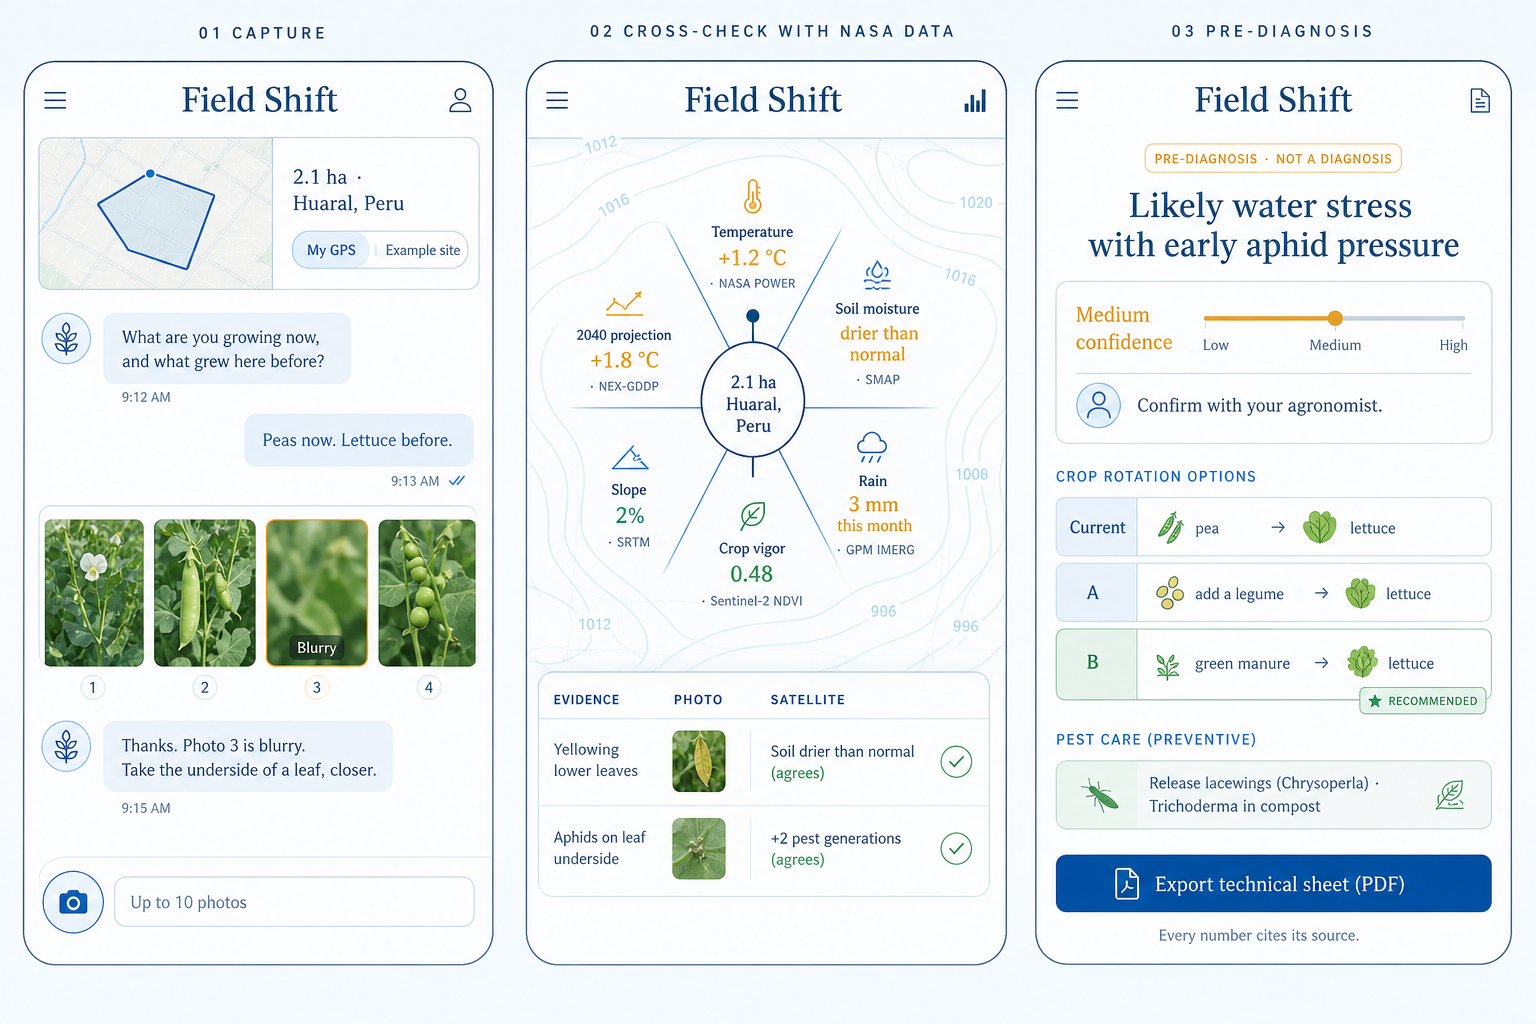 01 CAPTURE
Field Shift
2.1 ha ·
Huaral, Peru
My GPS
Example site
What are you growing now,
and what grew here before?
9:12 AM
Peas now. Lettuce before.
9:13 AM
Blurry
1
2
3
4
Thanks. Photo 3 is blurry.
Take the underside of a leaf, closer.
9:15 AM
Up to 10 photos
02 CROSS-CHECK WITH NASA DATA
Field Shift
1012
1016
1020
1016
1008
996
996
1012
Temperature
+1.2 °C
· NASA POWER
Soil moisture
drier than
normal
· SMAP
2040 projection
+1.8 °C
· NEX-GDDP
2.1 ha
Huaral,
Peru
Slope
2%
· SRTM
Rain
3 mm
this month
· GPM IMERG
Crop vigor
0.48
· Sentinel-2 NDVI
EVIDENCE PHOTO SATELLITE
Yellowing
lower leaves
Soil drier than normal
(agrees)
Aphids on leaf
underside
+2 pest generations
(agrees)
03 PRE-DIAGNOSIS
Field Shift
PRE-DIAGNOSIS · NOT A DIAGNOSIS
Likely water stress
with early aphid pressure
Medium
confidence
Low Medium High
Confirm with your agronomist.
CROP ROTATION OPTIONS
Current pea → lettuce
A add a legume → lettuce
B green manure → lettuce
★ RECOMMENDED
PEST CARE (PREVENTIVE)
Release lacewings (Chrysoperla) ·
Trichoderma in compost
Export technical sheet (PDF)
Every number cites its source.